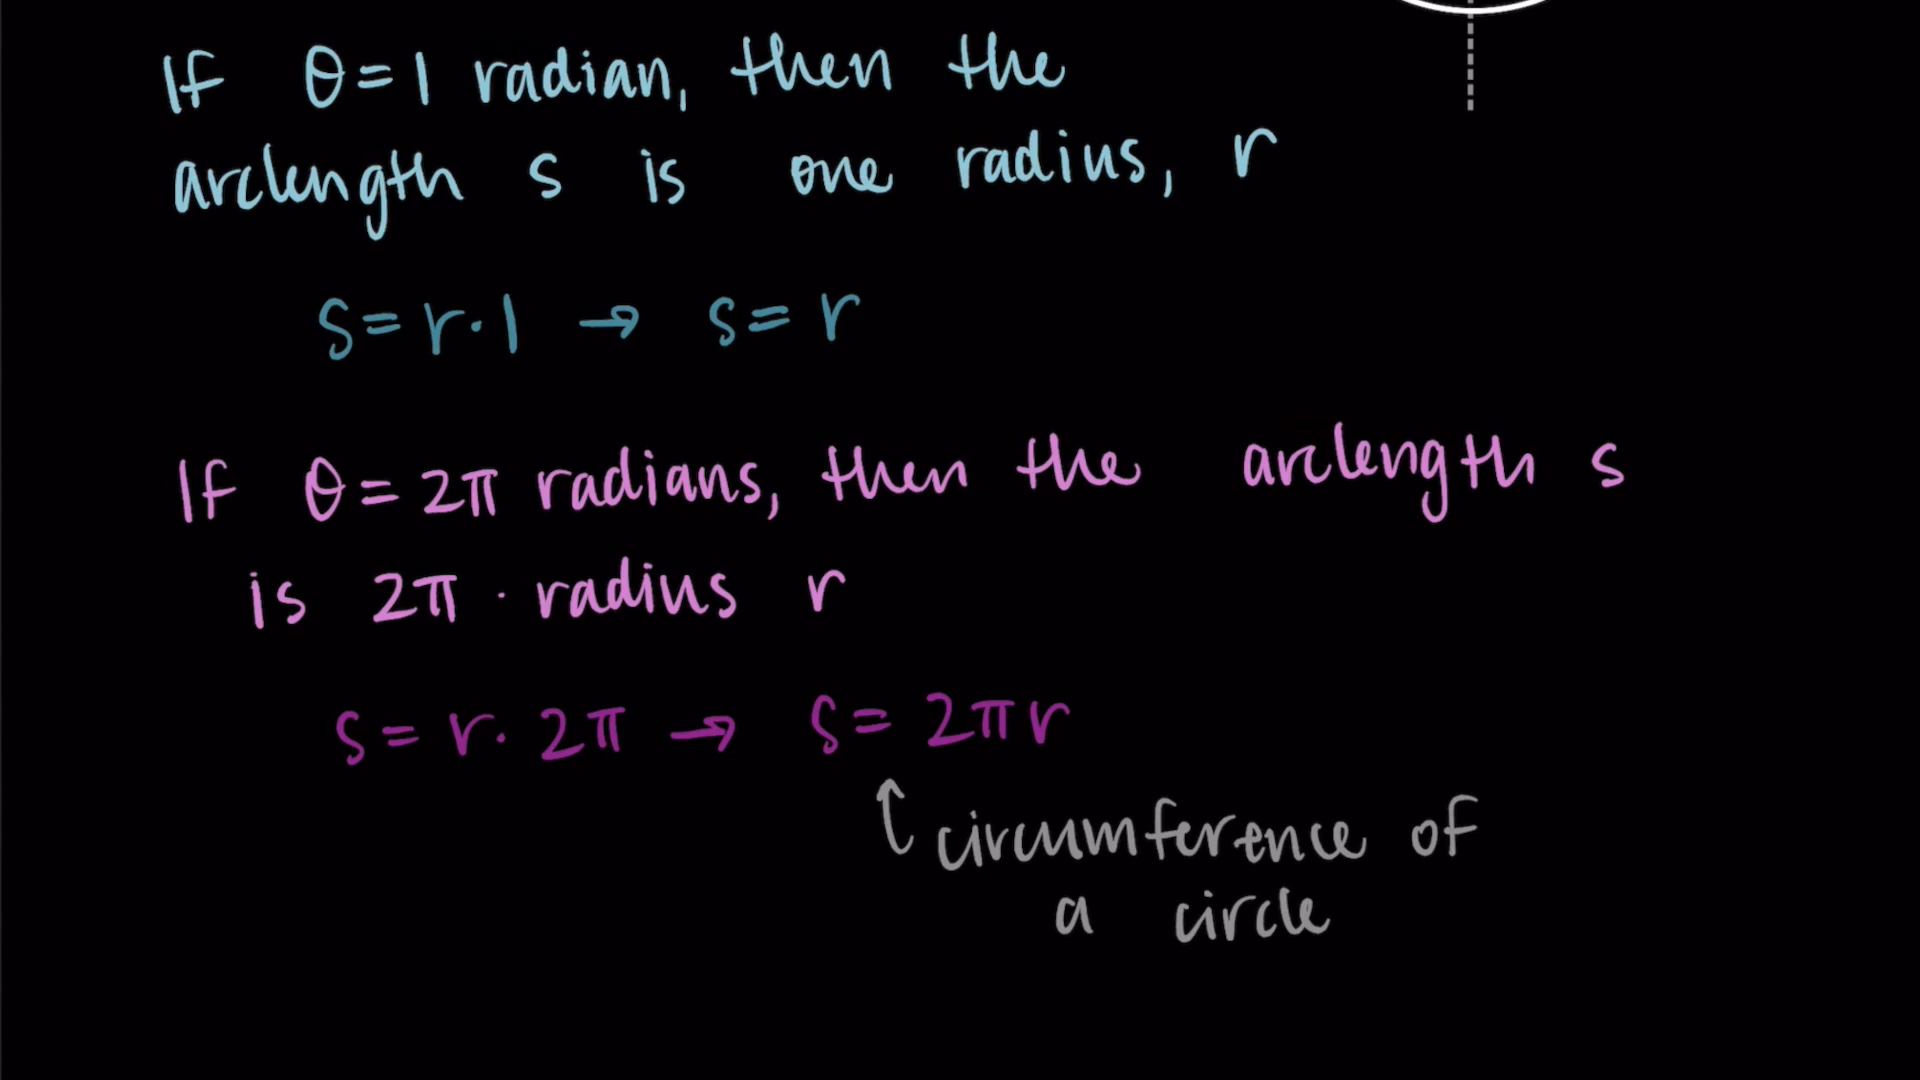 If θ = 1 radian, then the
arclength s is one radius, r
s = r · 1 → s = r
If θ = 2π radians, then the arclength s
is 2π · radius r
s = r · 2π → s = 2πr
circumference of
a circle